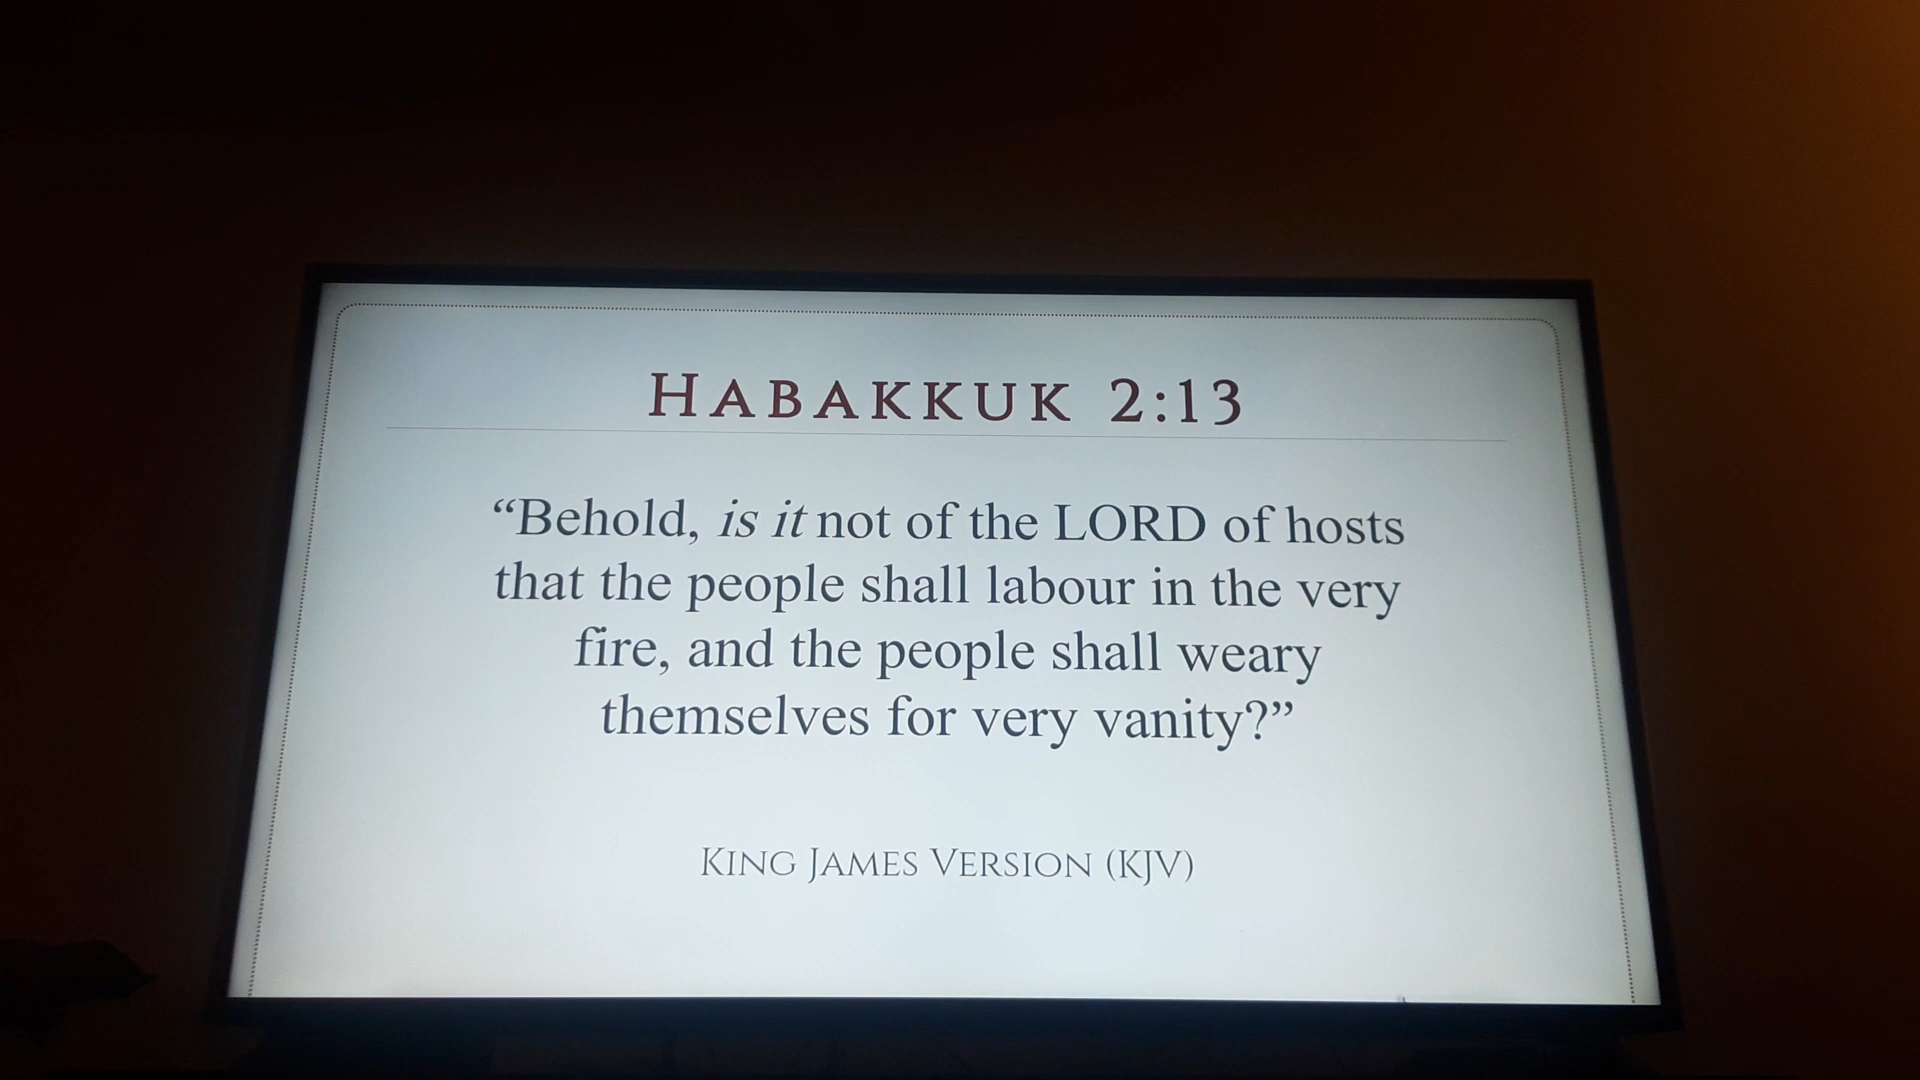 HABAKKUK 2:13
“Behold, is it not of the LORD of hosts
that the people shall labour in the very
fire, and the people shall weary
themselves for very vanity?”
KING JAMES VERSION (KJV)